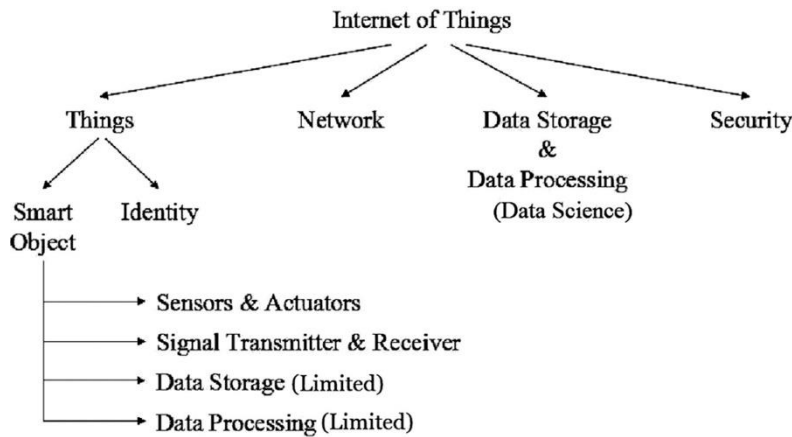 Internet of Things
Things
Network
Data Storage
&
Data Processing
(Data Science)
Security
Smart
Object
Identity
Sensors & Actuators
Signal Transmitter & Receiver
Data Storage (Limited)
Data Processing (Limited)